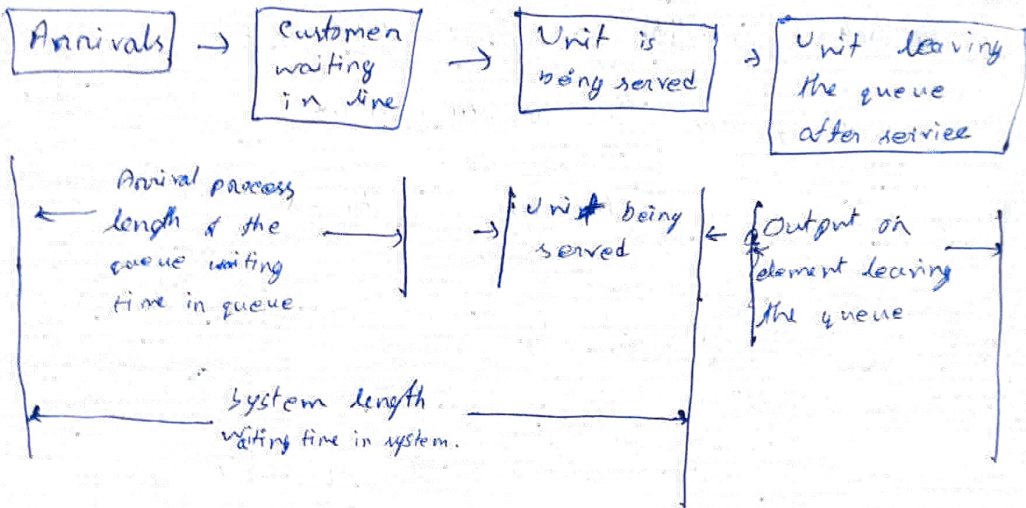 Arrivals
Customer
waiting
in line
Unit is
being served
Unit leaving
the queue
after service
Arrival process
length & the
queue waiting
time in queue.
Unit being
served
Output or
element leaving
the queue
System length
waiting time in system.